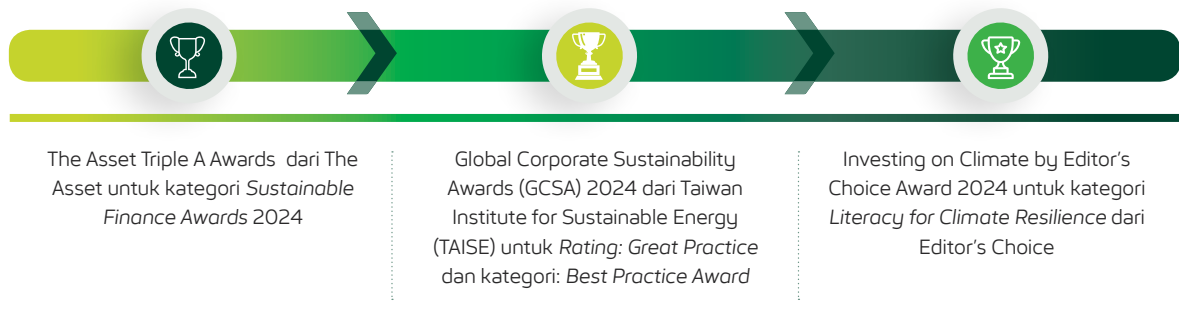 The Asset Triple A Awards dari The
Asset untuk kategori Sustainable
Finance Awards 2024
Global Corporate Sustainability
Awards (GCSA) 2024 dari Taiwan
Institute for Sustainable Energy
(TAISE) untuk Rating: Great Practice
dan kategori: Best Practice Award
Investing on Climate by Editor's
Choice Award 2024 untuk kategori
Literacy for Climate Resilience dari
Editor's Choice